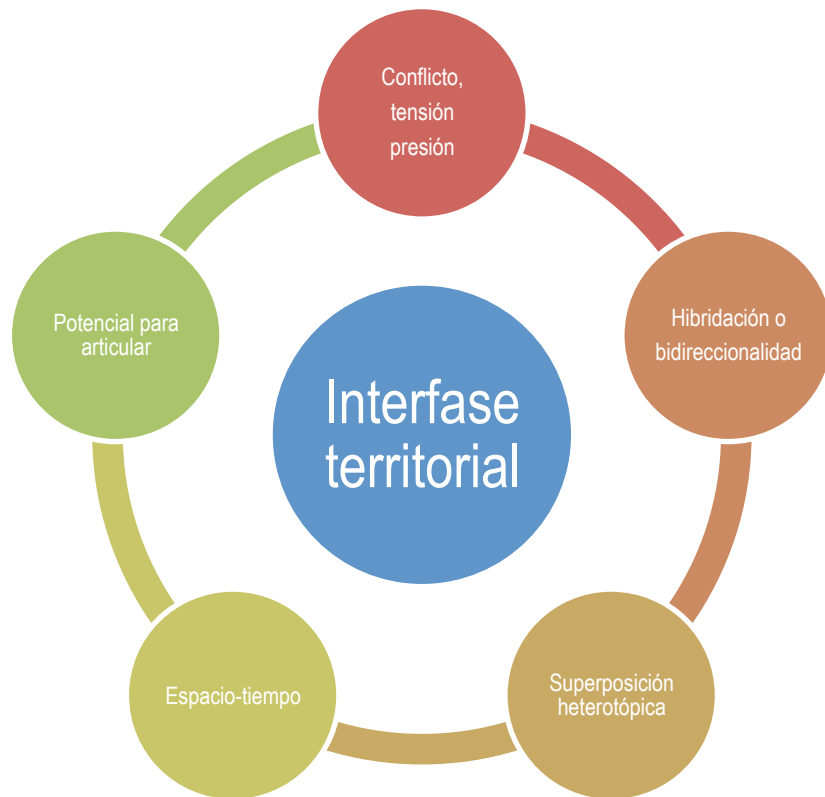 Conflicto,
tensión
presión
Hibridación o
bidireccionalidad
Potencial para
articular
Interfase
territorial
Superposición
heterotópica
Espacio-tiempo